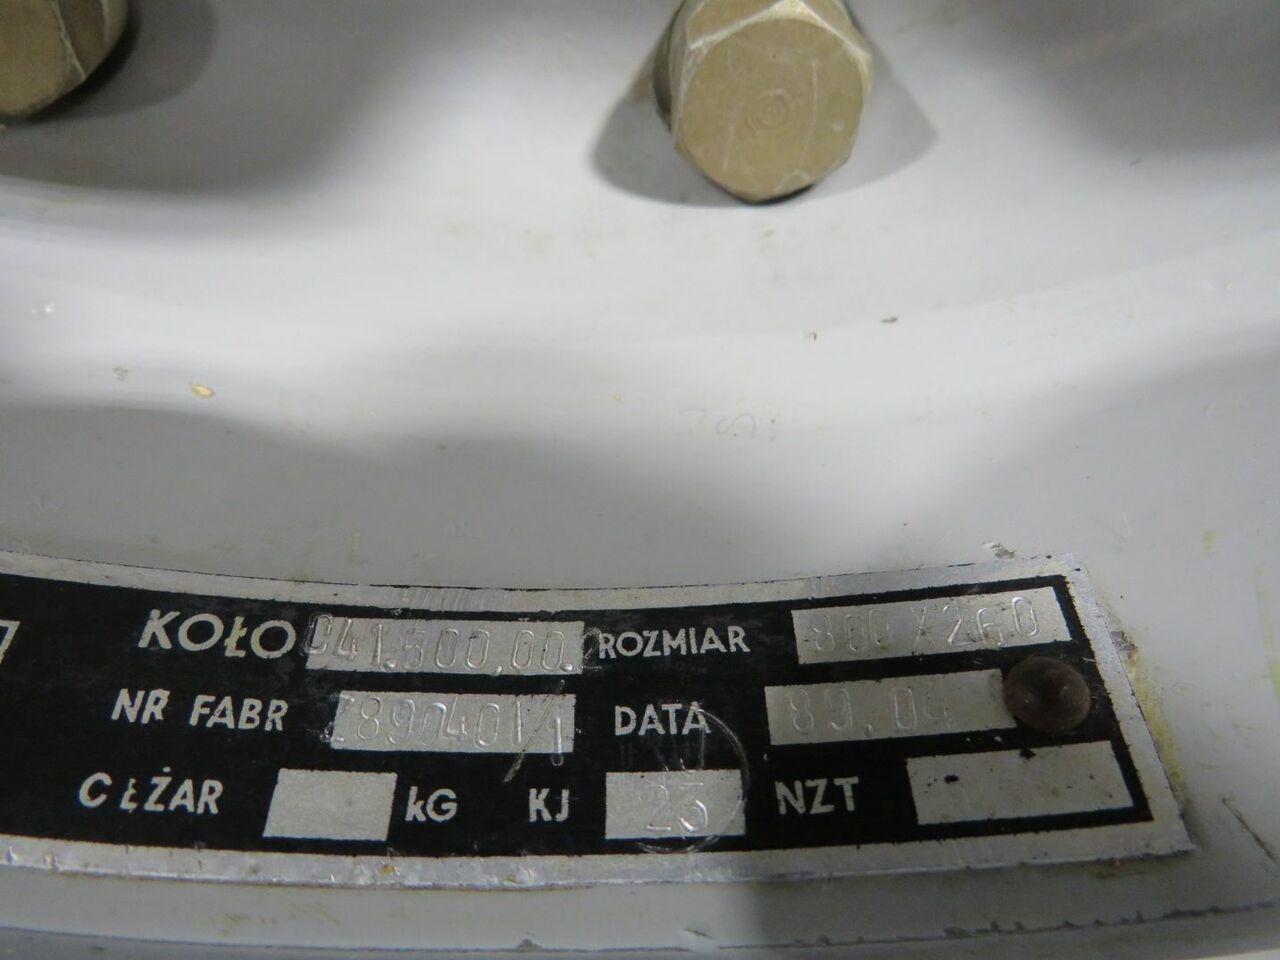 KOŁO 041.500.00.2 ROZMIAR 800 X 260
NR FABR Z890401/1 DATA 89.04
CIĘŻAR kG KJ 23 NZT